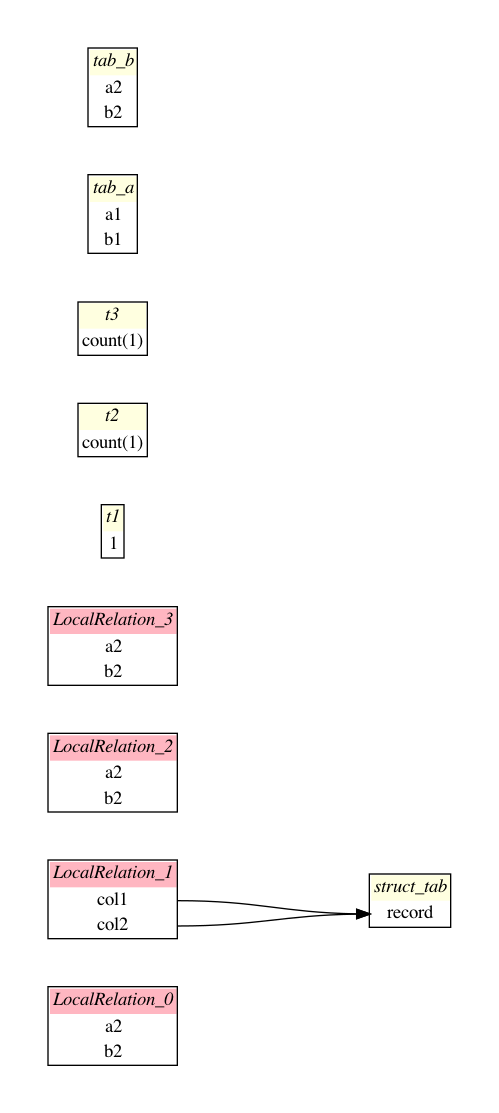 tab_b
a2
b2
tab_a
a1
b1
t3
count(1)
t2
count(1)
t1
1
LocalRelation_3
a2
b2
LocalRelation_2
a2
b2
LocalRelation_1
col1
col2
struct_tab
record
LocalRelation_0
a2
b2